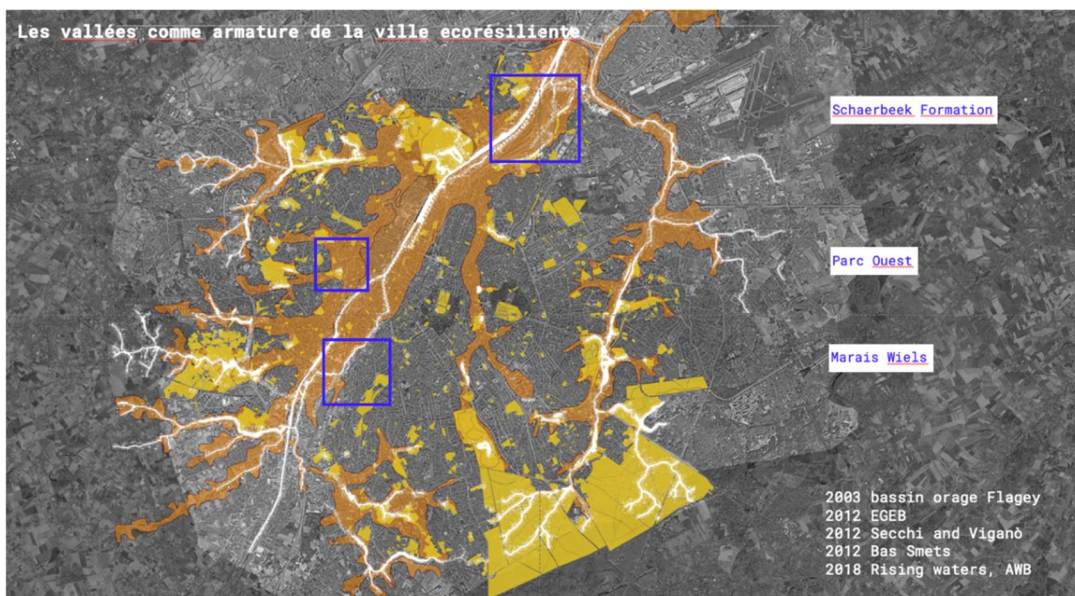 Les vallées comme armature de la ville ecorésiliente
Schaerbeek Formation
Parc Ouest
Marais Wiels
2003 bassin orage Flagey
2012 EGEB
2012 Secchi and Viganò
2012 Bas Smets
2018 Rising waters, AWB